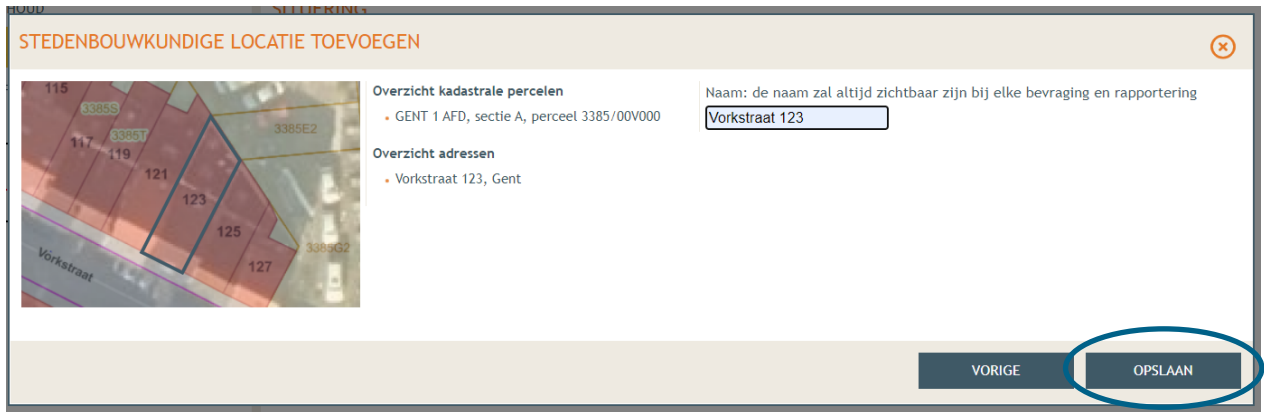 HOUD
SITUERING
STEDENBOUWKUNDIGE LOCATIE TOEVOEGEN
115
3385S
117
3385T
119
3385E2
121
123
125
127
3385G2
Vorkstraat
Overzicht kadastrale percelen
GENT 1 AFD, sectie A, perceel 3385/00V000
Overzicht adressen
Vorkstraat 123, Gent
Naam: de naam zal altijd zichtbaar zijn bij elke bevraging en rapportering
Vorkstraat 123
VORIGE
OPSLAAN